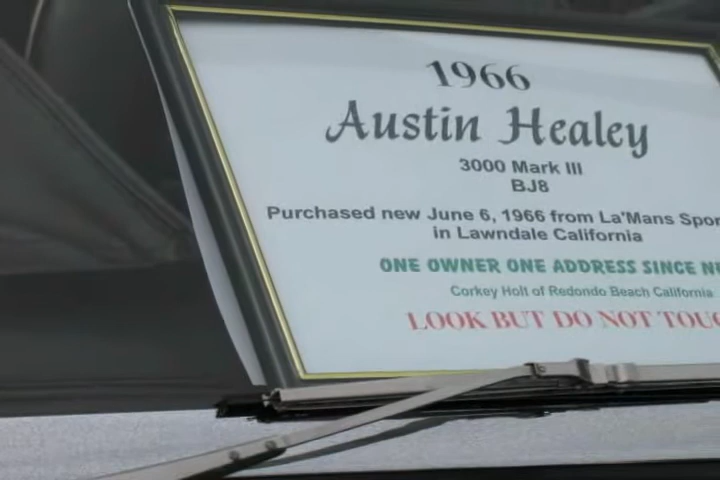 1966
Austin Healey
3000 Mark III
BJ8
Purchased new June 6, 1966 from La'Mans
in Lawndale California
ONE OWNER ONE ADDRESS SINCE
Corkey Holt of Redondo Beach California
LOOK BUT DO NOT